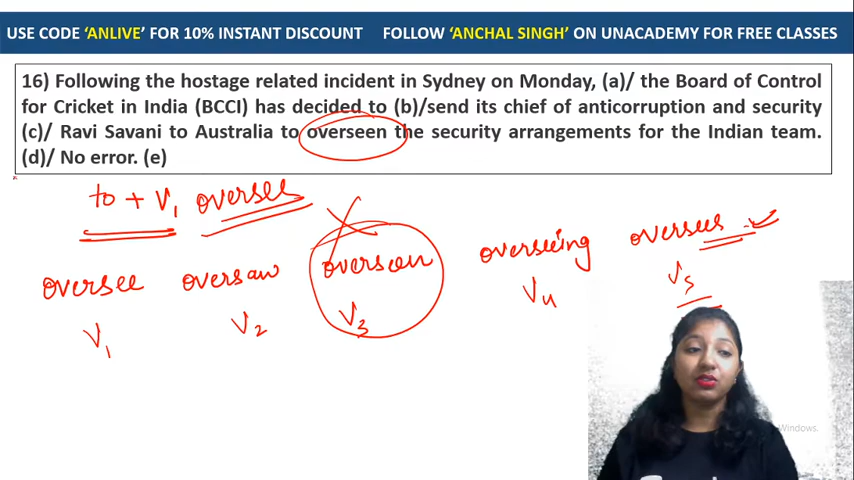 USE CODE ‘ANLIVE’ FOR 10% INSTANT DISCOUNT FOLLOW ‘ANCHAL SINGH’ ON UNACADEMY FOR FREE CLASSES
16) Following the hostage related incident in Sydney on Monday, (a)/ the Board of Control
for Cricket in India (BCCI) has decided to (b)/send its chief of anticorruption and security
(c)/ Ravi Savani to Australia to overseen the security arrangements for the Indian team.
(d)/ No error. (e)
to + V1 oversee
oversee oversaw overseen overseeing oversees
V1 V2 V3 V4 V5
Windows.